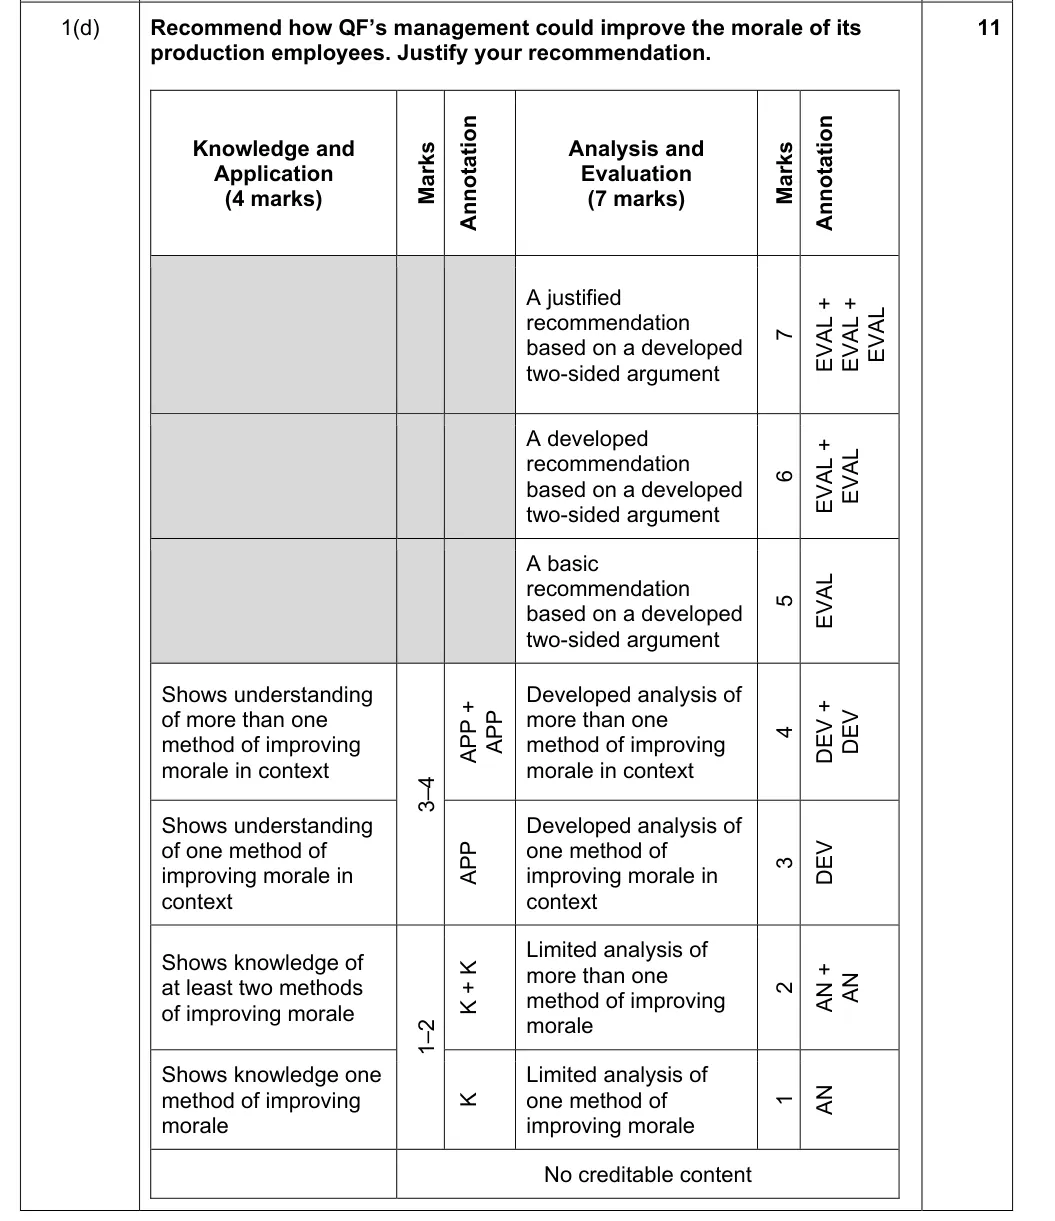 1(d)
Recommend how QF's management could improve the morale of its
production employees. Justify your recommendation.
11
Knowledge and
Application
(4 marks)
Marks
Annotation
Analysis and
Evaluation
(7 marks)
Marks
Annotation
A justified
recommendation
based on a developed
two-sided argument
7
EVAL +
EVAL +
EVAL
A developed
recommendation
based on a developed
two-sided argument
6
EVAL +
EVAL
A basic
recommendation
based on a developed
two-sided argument
5
EVAL
Shows understanding
of more than one
method of improving
morale in context
3–4
APP +
APP
Developed analysis of
more than one
method of improving
morale in context
4
DEV +
DEV
Shows understanding
of one method of
improving morale in
context
APP
Developed analysis of
one method of
improving morale in
context
3
DEV
Shows knowledge of
at least two methods
of improving morale
1–2
K + K
Limited analysis of
more than one
method of improving
morale
2
AN +
AN
Shows knowledge one
method of improving
morale
K
Limited analysis of
one method of
improving morale
1
AN
No creditable content